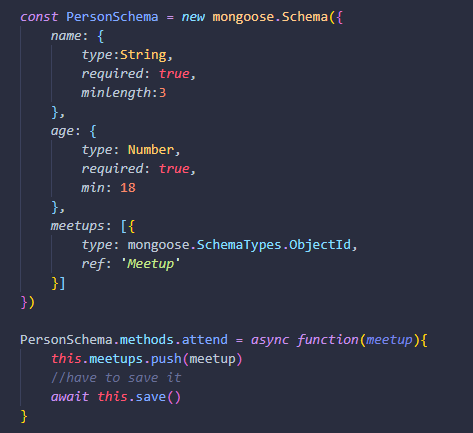 const PersonSchema = new mongoose.Schema({
    name: {
        type:String,
        required: true,
        minlength:3
    },
    age: {
        type: Number,
        required: true,
        min: 18
    },
    meetups: [{
        type: mongoose.SchemaTypes.ObjectId,
        ref: 'Meetup'
    }]
})

PersonSchema.methods.attend = async function(meetup){
    this.meetups.push(meetup)
    //have to save it
    await this.save()
}